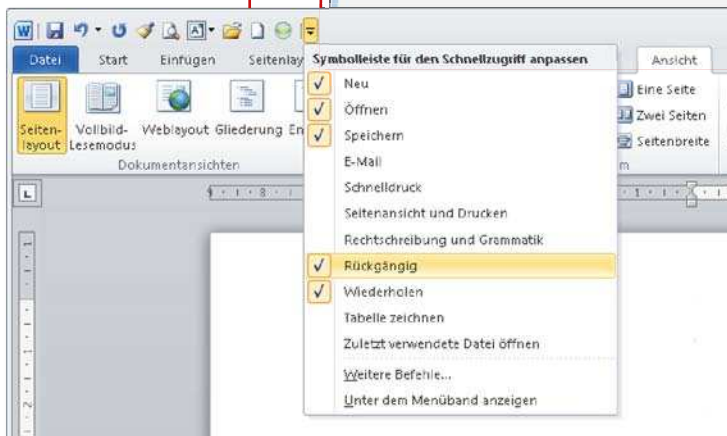 W
A
Datei Start Einfügen Seitenlay
Ansicht
Symbolleiste für den Schnellzugriff anpassen
Neu
Öffnen
Speichern
E-Mail
Schnelldruck
Seitenansicht und Drucken
Rechtschreibung und Grammatik
Rückgängig
Wiederholen
Tabelle zeichnen
Zuletzt verwendete Datei öffnen
Weitere Befehle...
Unter dem Menüband anzeigen
Seiten-
layout
Vollbild-
Lesemodus
Weblayout
Gliederung
En
Dokumentansichten
Eine Seite
Zwei Seiten
Seitenbreite
m
L